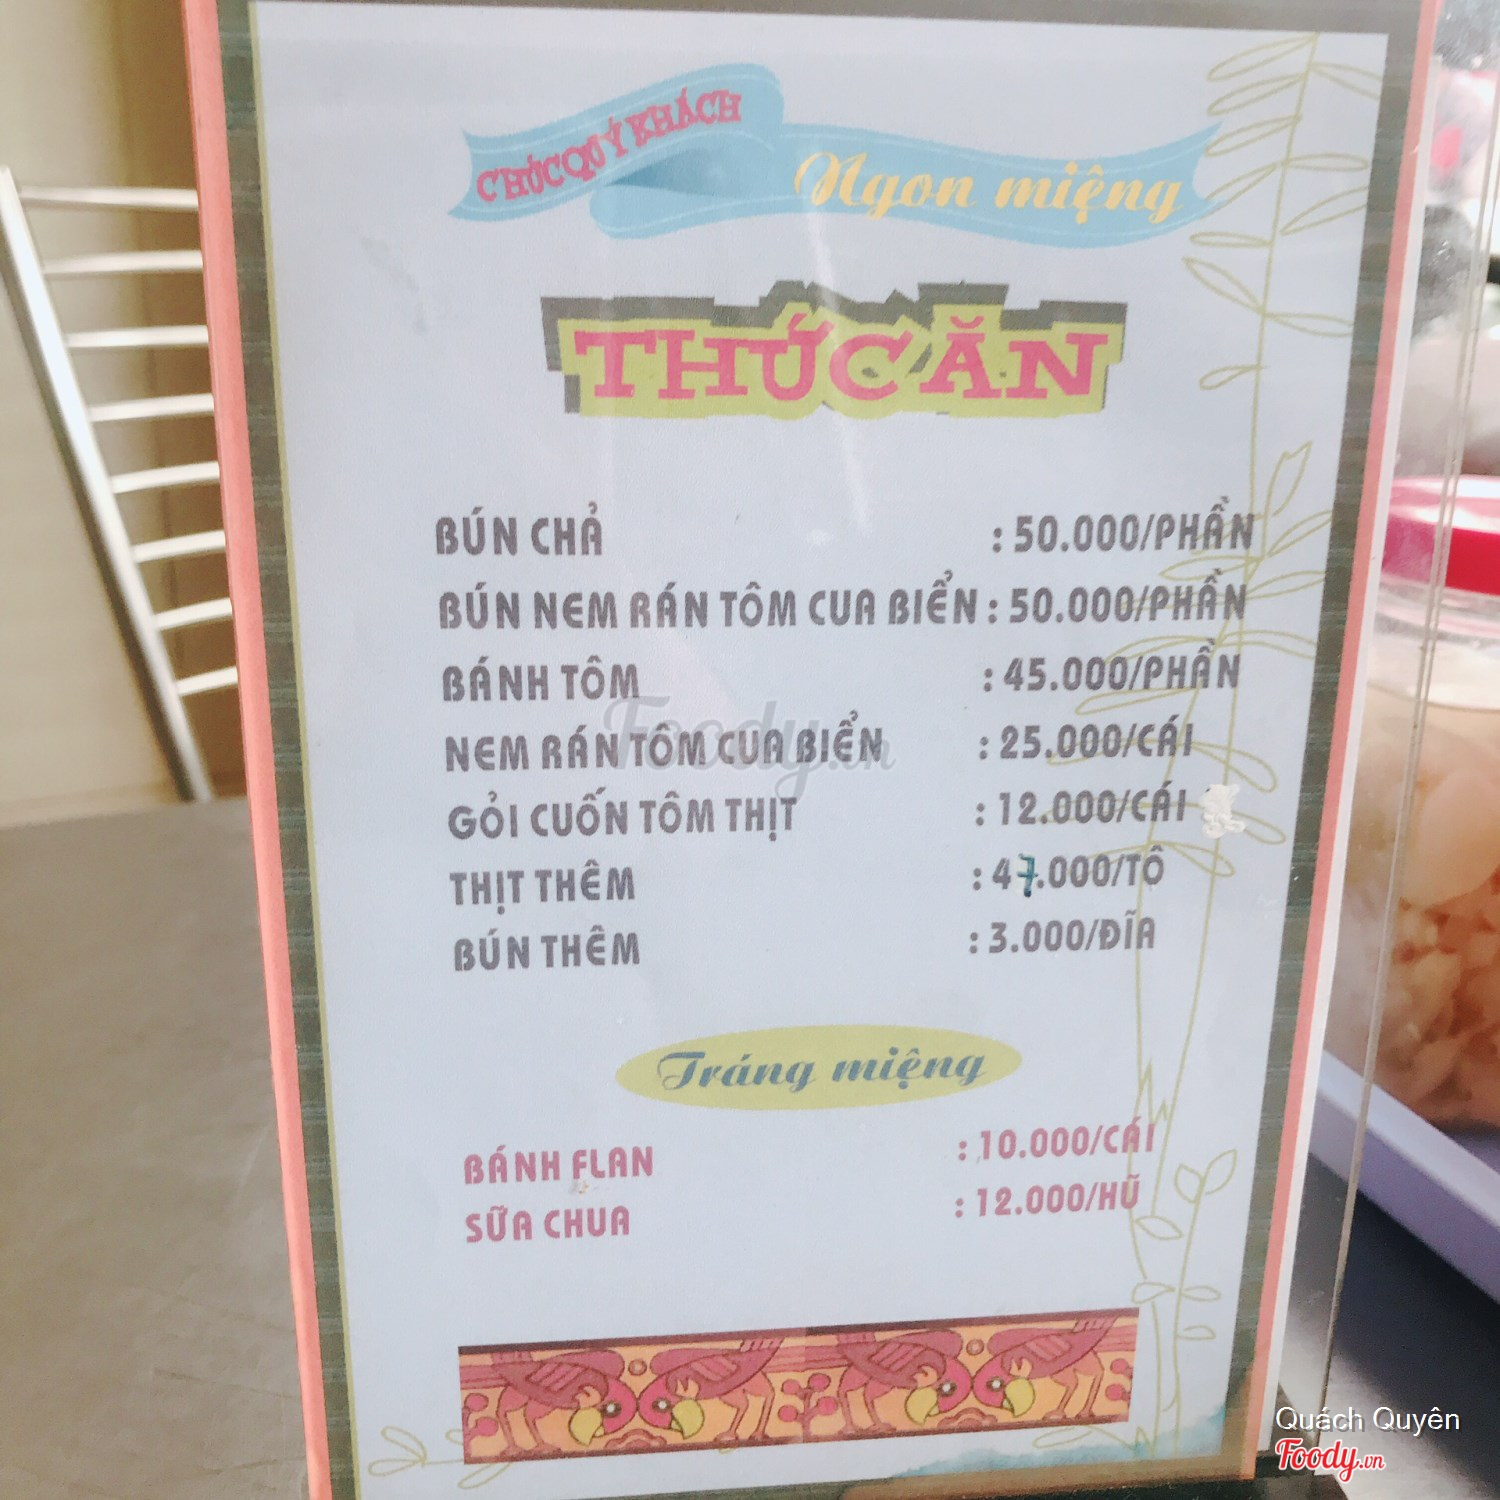 CHÚC QUÝ KHÁCH
Ngon miệng
THỨC ĂN
BÚN CHẢ : 50.000/PHẦN
BÚN NEM RÁN TÔM CUA BIỂN : 50.000/PHẦN
BÁNH TÔM : 45.000/PHẦN
NEM RÁN TÔM CUA BIỂN : 25.000/CÁI
GỎI CUỐN TÔM THỊT : 12.000/CÁI
THỊT THÊM : 47.000/TÔ
BÚN THÊM : 3.000/ĐĨA
Tráng miệng
BÁNH FLAN : 10.000/CÁI
SỮA CHUA : 12.000/HŨ
Foody.vn
Quách Quyên
Foody.vn